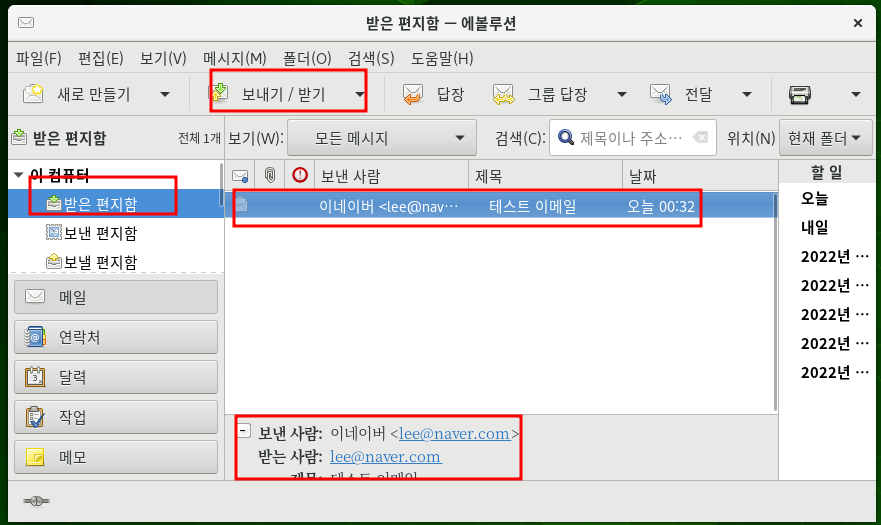 받은 편지함 — 에볼루션 ×
파일(F) 편집(E) 보기(V) 메시지(M) 폴더(O) 검색(S) 도움말(H)
새로 만들기 보내기 / 받기 답장 그룹 답장 전달
받은 편지함 전체 1개 보기(W): 모든 메시지 검색(C): 제목이나 주소… 위치(N) 현재 폴더
이 컴퓨터
받은 편지함
보낸 편지함
보낼 편지함
메일
연락처
달력
작업
메모
보낸 사람 제목 날짜
이네이버 <lee@nav… 테스트 이메일 오늘 00:32
보낸 사람: 이네이버 <lee@naver.com>
받는 사람: lee@naver.com
제목: 테스트 이메일
할 일
오늘
내일
2022년 …
2022년 …
2022년 …
2022년 …
2022년 …